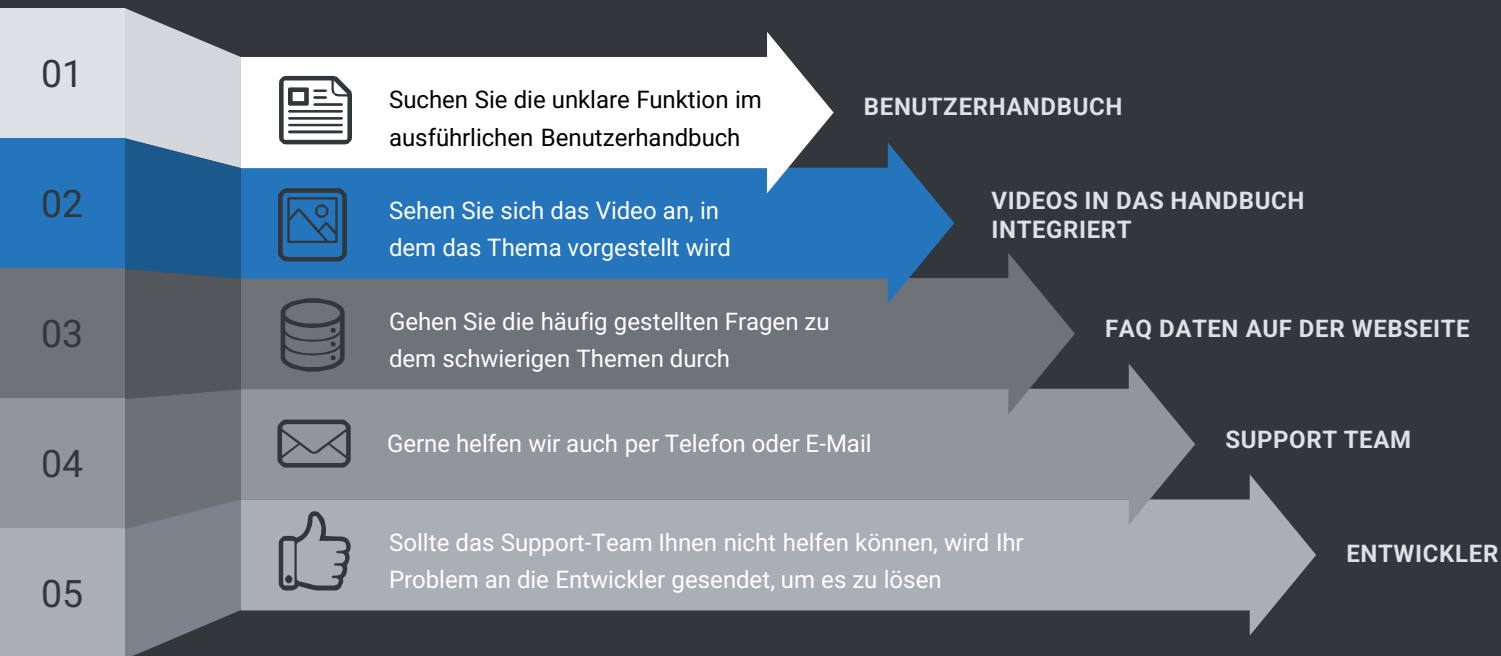 01
Suchen Sie die unklare Funktion im
ausführlichen Benutzerhandbuch
BENUTZERHANDBUCH
02
Sehen Sie sich das Video an, in
dem das Thema vorgestellt wird
VIDEOS IN DAS HANDBUCH
INTEGRIERT
03
Gehen Sie die häufig gestellten Fragen zu
dem schwierigen Themen durch
FAQ DATEN AUF DER WEBSEITE
04
Gerne helfen wir auch per Telefon oder E-Mail
SUPPORT TEAM
05
Sollte das Support-Team Ihnen nicht helfen können, wird Ihr
Problem an die Entwickler gesendet, um es zu lösen
ENTWICKLER